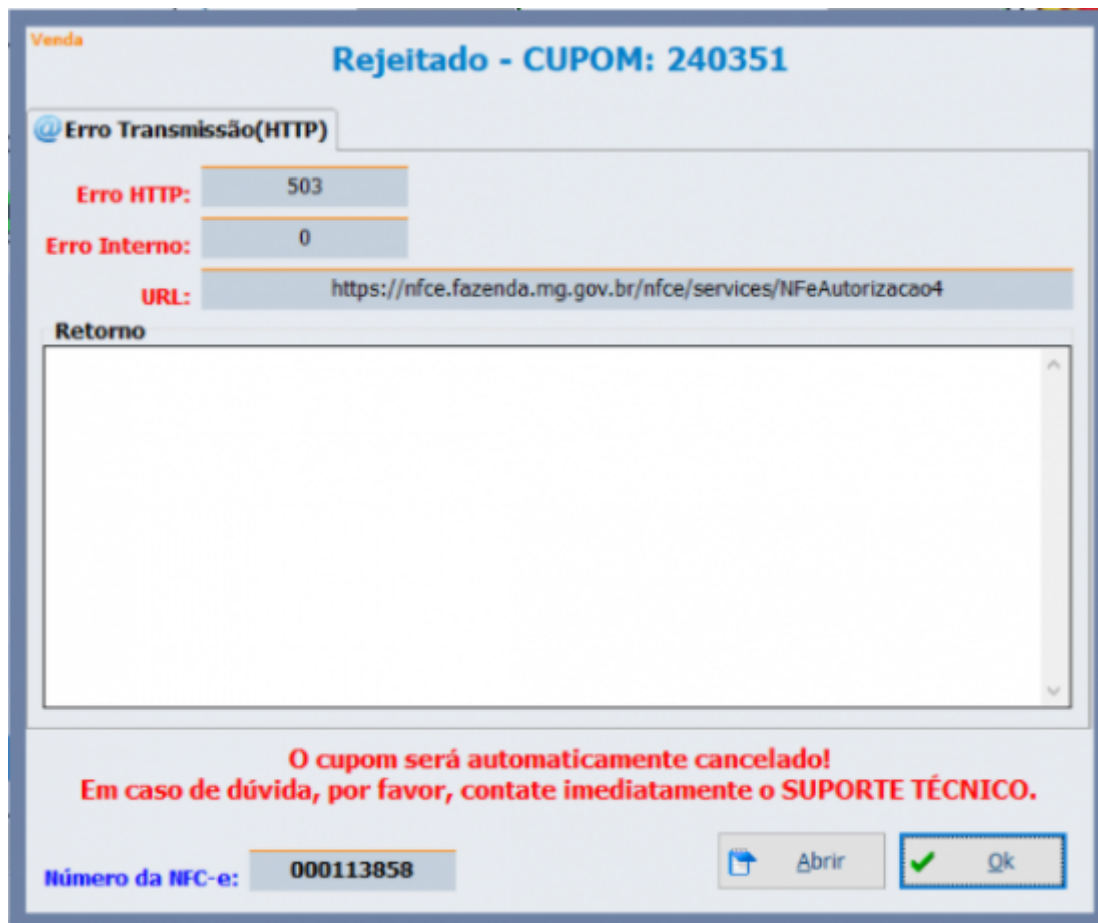 Venda
Rejeitado - CUPOM: 240351
Erro Transmissão(HTTP)
Erro HTTP: 503
Erro Interno: 0
URL: https://nfce.fazenda.mg.gov.br/nfce/services/NFeAutorizacao4
Retorno
O cupom será automaticamente cancelado!
Em caso de dúvida, por favor, contate imediatamente o SUPORTE TÉCNICO.
Número da NFC-e: 000113858
Abrir
Ok